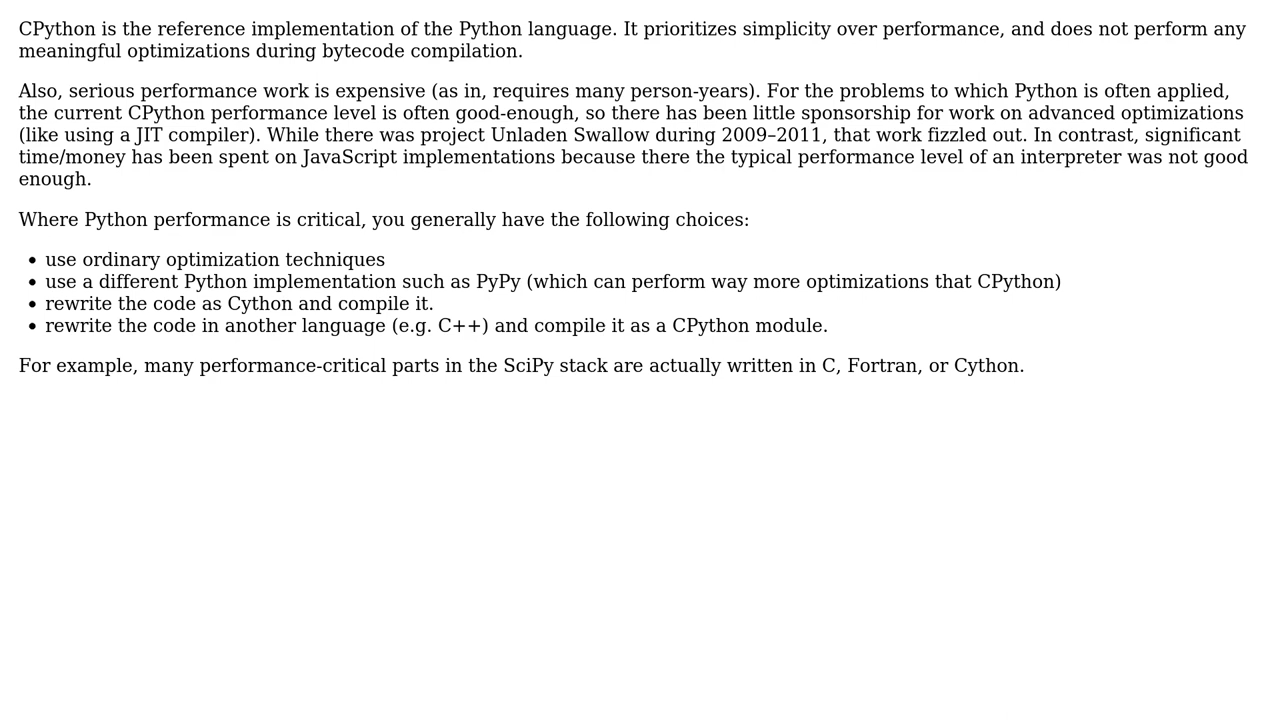 CPython is the reference implementation of the Python language. It prioritizes simplicity over performance, and does not perform any
meaningful optimizations during bytecode compilation.
Also, serious performance work is expensive (as in, requires many person-years). For the problems to which Python is often applied,
the current CPython performance level is often good-enough, so there has been little sponsorship for work on advanced optimizations
(like using a JIT compiler). While there was project Unladen Swallow during 2009–2011, that work fizzled out. In contrast, significant
time/money has been spent on JavaScript implementations because there the typical performance level of an interpreter was not good
enough.
Where Python performance is critical, you generally have the following choices:
• use ordinary optimization techniques
• use a different Python implementation such as PyPy (which can perform way more optimizations that CPython)
• rewrite the code as Cython and compile it.
• rewrite the code in another language (e.g. C++) and compile it as a CPython module.
For example, many performance-critical parts in the SciPy stack are actually written in C, Fortran, or Cython.